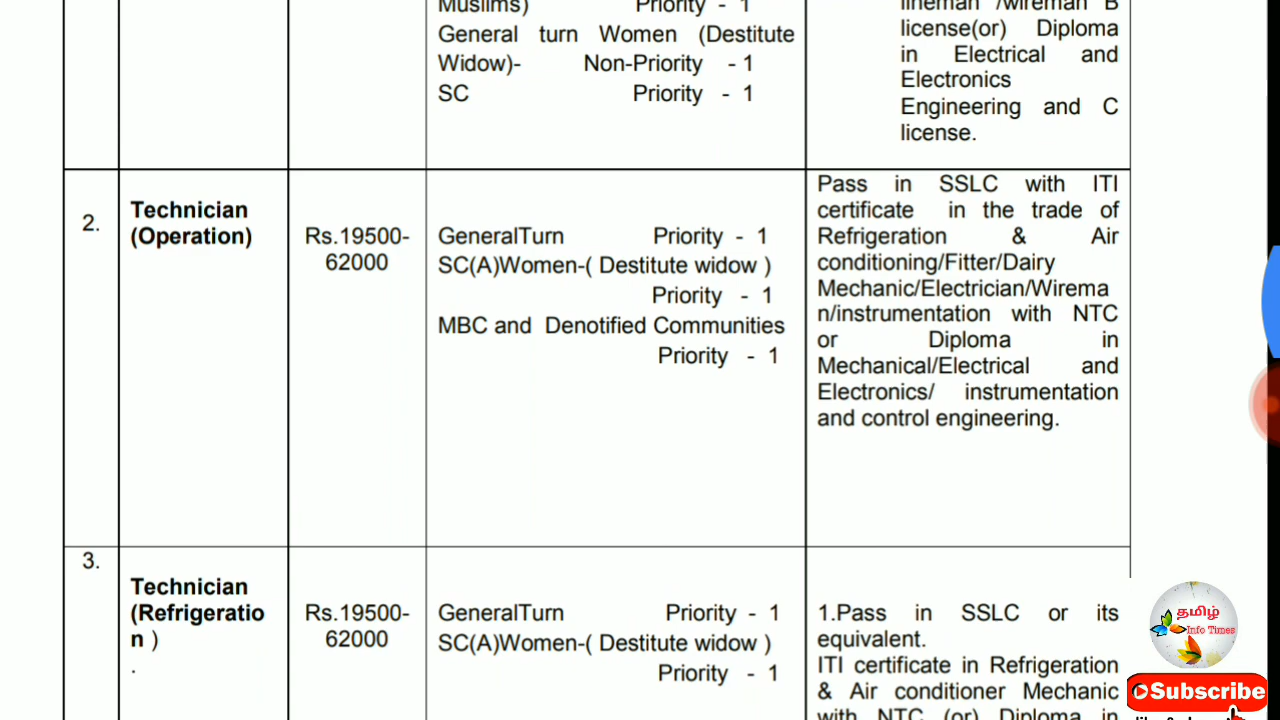 Muslims) Priority - 1
General turn Women (Destitute
Widow)- Non-Priority - 1
SC Priority - 1
lineman /wireman B
license(or) Diploma
in Electrical and
Electronics
Engineering and C
license.
2.
Technician
(Operation)
Rs.19500-
62000
GeneralTurn Priority - 1
SC(A)Women-( Destitute widow )
Priority - 1
MBC and Denotified Communities
Priority - 1
Pass in SSLC with ITI
certificate in the trade of
Refrigeration & Air
conditioning/Fitter/Dairy
Mechanic/Electrician/Wirema
n/instrumentation with NTC
or Diploma in
Mechanical/Electrical and
Electronics/ instrumentation
and control engineering.
3.
Technician
(Refrigeratio
n )
.
Rs.19500-
62000
GeneralTurn Priority - 1
SC(A)Women-( Destitute widow )
Priority - 1
1.Pass in SSLC or its
equivalent.
ITI certificate in Refrigeration
& Air conditioner Mechanic
with NTC (or) Diploma in
தமிழ்
Info Times
Subscribe